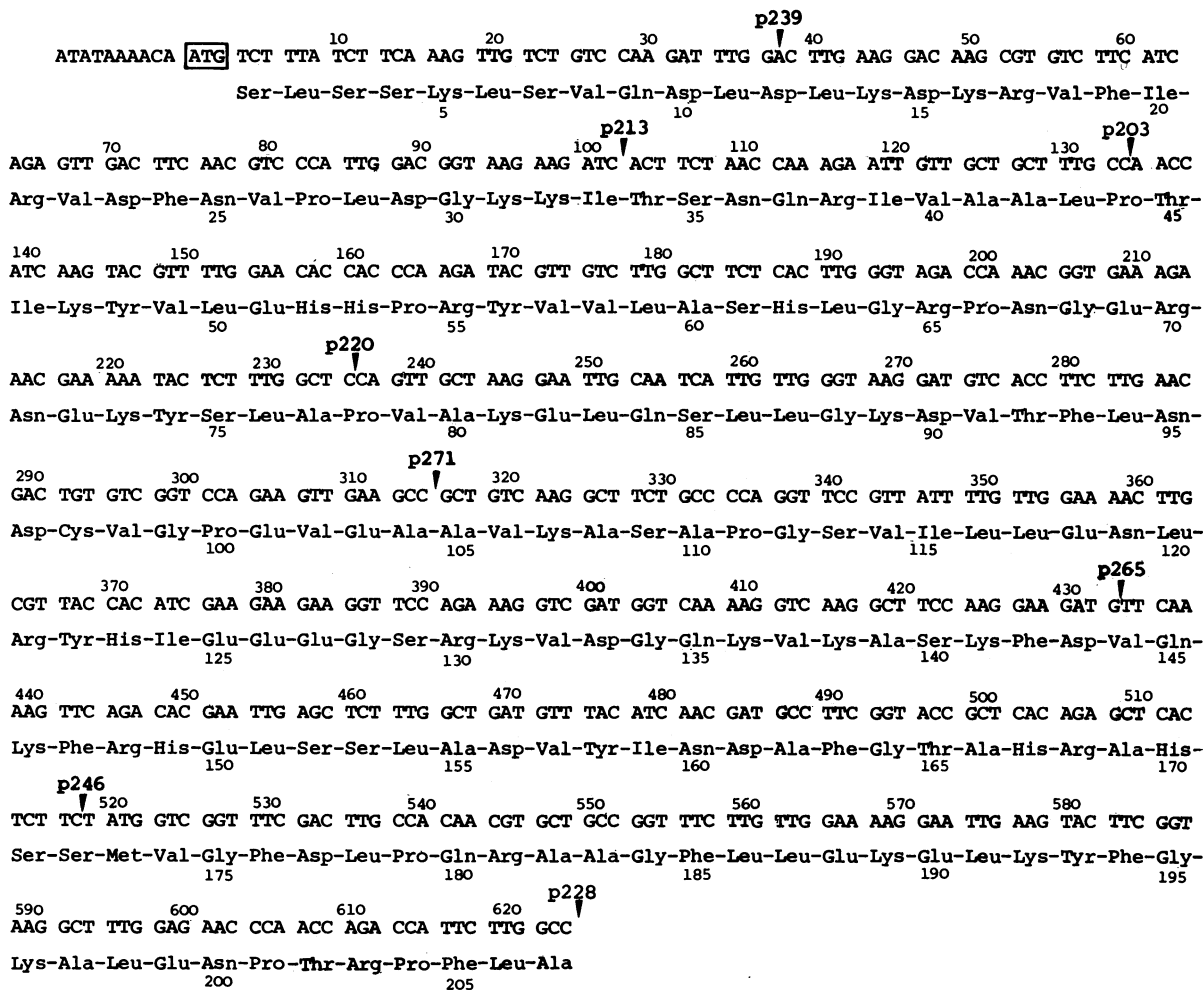 p239
10 20 30 40 50 60
ATATAAAACA ATG TCT TTA TCT TCA AAG TTG TCT GTC CAA GAT TTG GAC TTG AAG GAC AAG CGT GTC TTC ATC
Ser-Leu-Ser-Ser-Lys-Leu-Ser-Val-Gln-Asp-Leu-Asp-Leu-Lys-Asp-Lys-Arg-Val-Phe-Ile-
5 10 15 20
p213 p203
70 80 90 100 110 120 130
AGA GTT GAC TTC AAC GTC CCA TTG GAC GGT AAG AAG ATC ACT TCT AAC CAA AGA ATT GTT GCT GCT TTG CCA ACC
Arg-Val-Asp-Phe-Asn-Val-Pro-Leu-Asp-Gly-Lys-Lys-Ile-Thr-Ser-Asn-Gln-Arg-Ile-Val-Ala-Ala-Leu-Pro-Thr-
25 30 35 40 45
140 150 160 170 180 190 200 210
ATC AAG TAC GTT TTG GAA CAC CAC CCA AGA TAC GTT GTC TTG GCT TCT CAC TTG GGT AGA CCA AAC GGT GAA AGA
Ile-Lys-Tyr-Val-Leu-Glu-His-His-Pro-Arg-Tyr-Val-Val-Leu-Ala-Ser-His-Leu-Gly-Arg-Pro-Asn-Gly-Glu-Arg-
50 55 60 65 70
p220
220 230 240 250 260 270 280
AAC GAA AAA TAC TCT TTG GCT CCA GTT GCT AAG GAA TTG CAA TCA TTG TTG GGT AAG GAT GTC ACC TTC TTG AAC
Asn-Glu-Lys-Tyr-Ser-Leu-Ala-Pro-Val-Ala-Lys-Glu-Leu-Gln-Ser-Leu-Leu-Gly-Lys-Asp-Val-Thr-Phe-Leu-Asn-
75 80 85 90 95
p271
290 300 310 320 330 340 350 360
GAC TGT GTC GGT CCA GAA GTT GAA GCC GCT GTC AAG GCT TCT GCC CCA GGT TCC GTT ATT TTG TTG GAA AAC TTG
Asp-Cys-Val-Gly-Pro-Glu-Val-Glu-Ala-Ala-Val-Lys-Ala-Ser-Ala-Pro-Gly-Ser-Val-Ile-Leu-Leu-Glu-Asn-Leu-
100 105 110 115 120
p265
370 380 390 400 410 420 430
CGT TAC CAC ATC GAA GAA GAA GGT TCC AGA AAG GTC GAT GGT CAA AAG GTC AAG GCT TCC AAG GAA GAT GTT CAA
Arg-Tyr-His-Ile-Glu-Glu-Glu-Gly-Ser-Arg-Lys-Val-Asp-Gly-Gln-Lys-Val-Lys-Ala-Ser-Lys-Phe-Asp-Val-Gln-
125 130 135 140 145
440 450 460 470 480 490 500 510
AAG TTC AGA CAC GAA TTG AGC TCT TTG GCT GAT GTT TAC ATC AAC GAT GCC TTC GGT ACC GCT CAC AGA GCT CAC
Lys-Phe-Arg-His-Glu-Leu-Ser-Ser-Leu-Ala-Asp-Val-Tyr-Ile-Asn-Asp-Ala-Phe-Gly-Thr-Ala-His-Arg-Ala-His-
150 155 160 165 170
p246
520 530 540 550 560 570 580
TCT TCT ATG GTC GGT TTC GAC TTG CCA CAA CGT GCT GCC GGT TTC TTG TTG GAA AAG GAA TTG AAG TAC TTC GGT
Ser-Ser-Met-Val-Gly-Phe-Asp-Leu-Pro-Gln-Arg-Ala-Ala-Gly-Phe-Leu-Leu-Glu-Lys-Glu-Leu-Lys-Tyr-Phe-Gly-
175 180 185 190 195
p228
590 600 610 620
AAG GCT TTG GAG AAC CCA ACC AGA CCA TTC TTG GCC
Lys-Ala-Leu-Glu-Asn-Pro-Thr-Arg-Pro-Phe-Leu-Ala
200 205